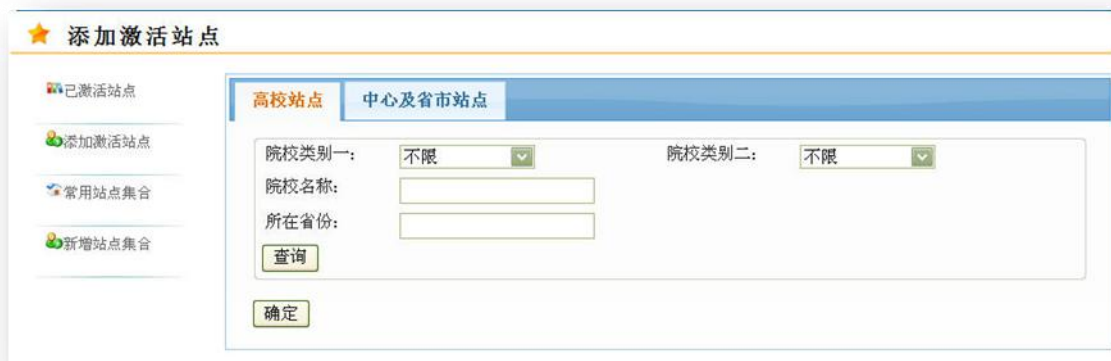 添加激活站点
已激活站点
添加激活站点
常用站点集合
新增站点集合
高校站点 中心及省市站点
院校类别一: 不限 院校类别二: 不限
院校名称:
所在省份:
查询
确定